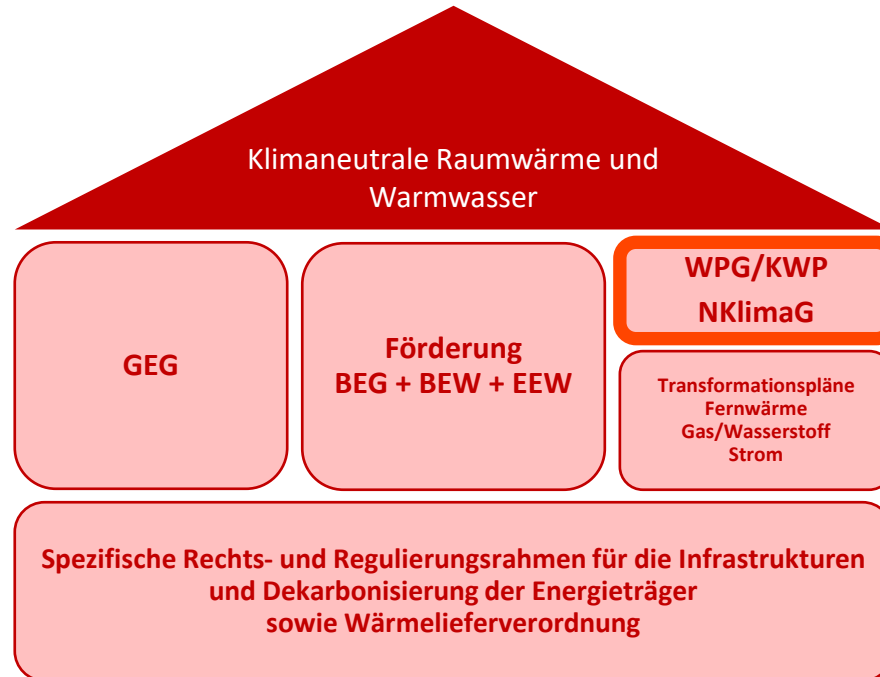 Klimaneutrale Raumwärme und
Warmwasser
GEG
Förderung
BEG + BEW + EEW
WPG/KWP
NKlimaG
Transformationspläne
Fernwärme
Gas/Wasserstoff
Strom
Spezifische Rechts- und Regulierungsrahmen für die Infrastrukturen
und Dekarbonisierung der Energieträger
sowie Wärmelieferverordnung